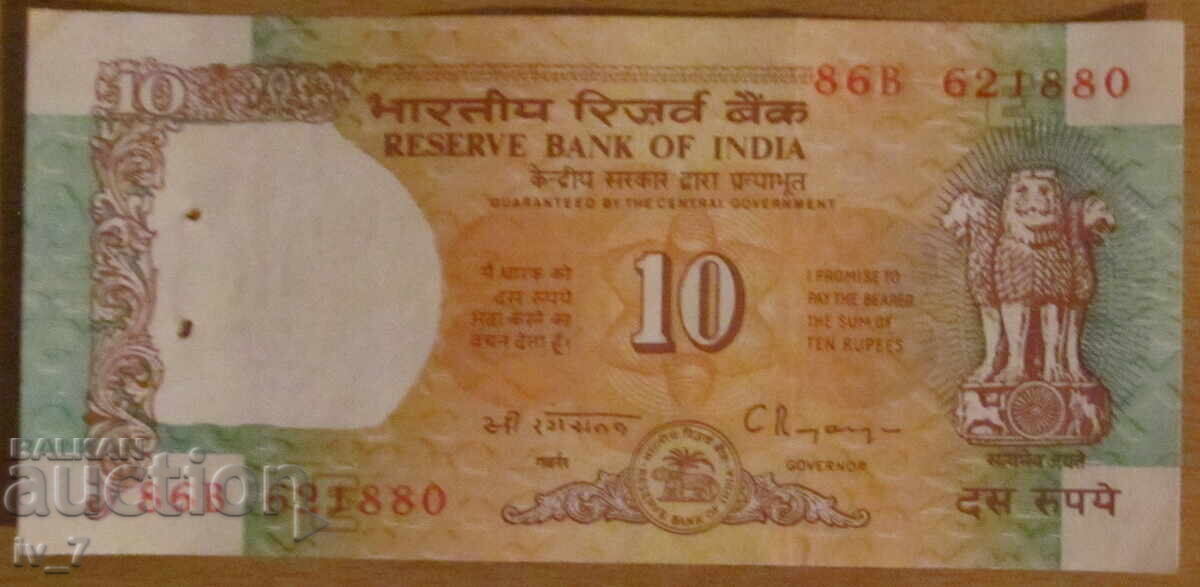 10
86B 621880
भारतीय रिज़र्व बैंक
RESERVE BANK OF INDIA
केन्द्रीय सरकार द्वारा प्रत्याभूत
GUARANTEED BY THE CENTRAL GOVERNMENT
मैं धारक को
दस रुपये
अदा करने का
वचन देता हूँ।
10
I PROMISE TO
PAY THE BEARER
THE SUM OF
TEN RUPEES
गवर्नर
GOVERNOR
सत्यमेव जयते
दस रुपये
86B 621880
BALKAN
auction
iv_7